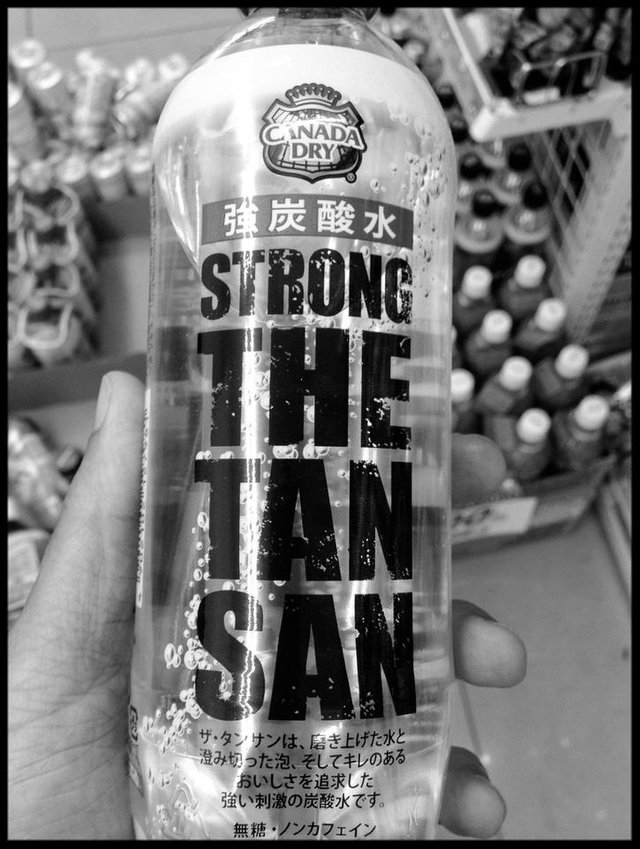 CANADA
DRY
®
強炭酸水
STRONG
THE
TAN
SAN
ザ・タンサンは、磨き上げた水と
澄み切った泡、そしてキレのある
おいしさを追求した
強い刺激の炭酸水です。
無糖・ノンカフェイン